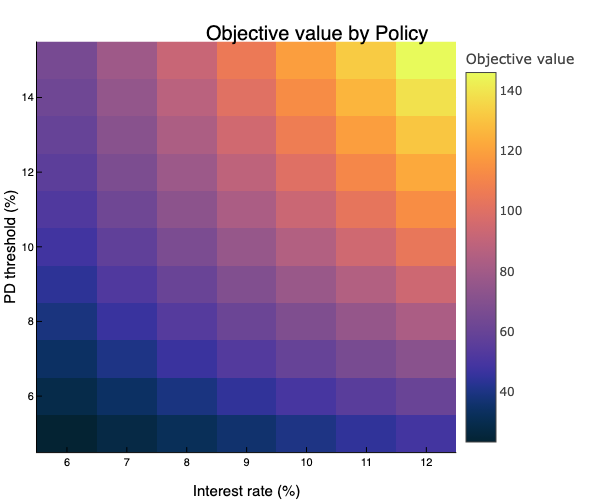 Objective value by Policy
Objective value
14
12
10
8
6
PD threshold (%)
6 7 8 9 10 11 12
Interest rate (%)
140
120
100
80
60
40